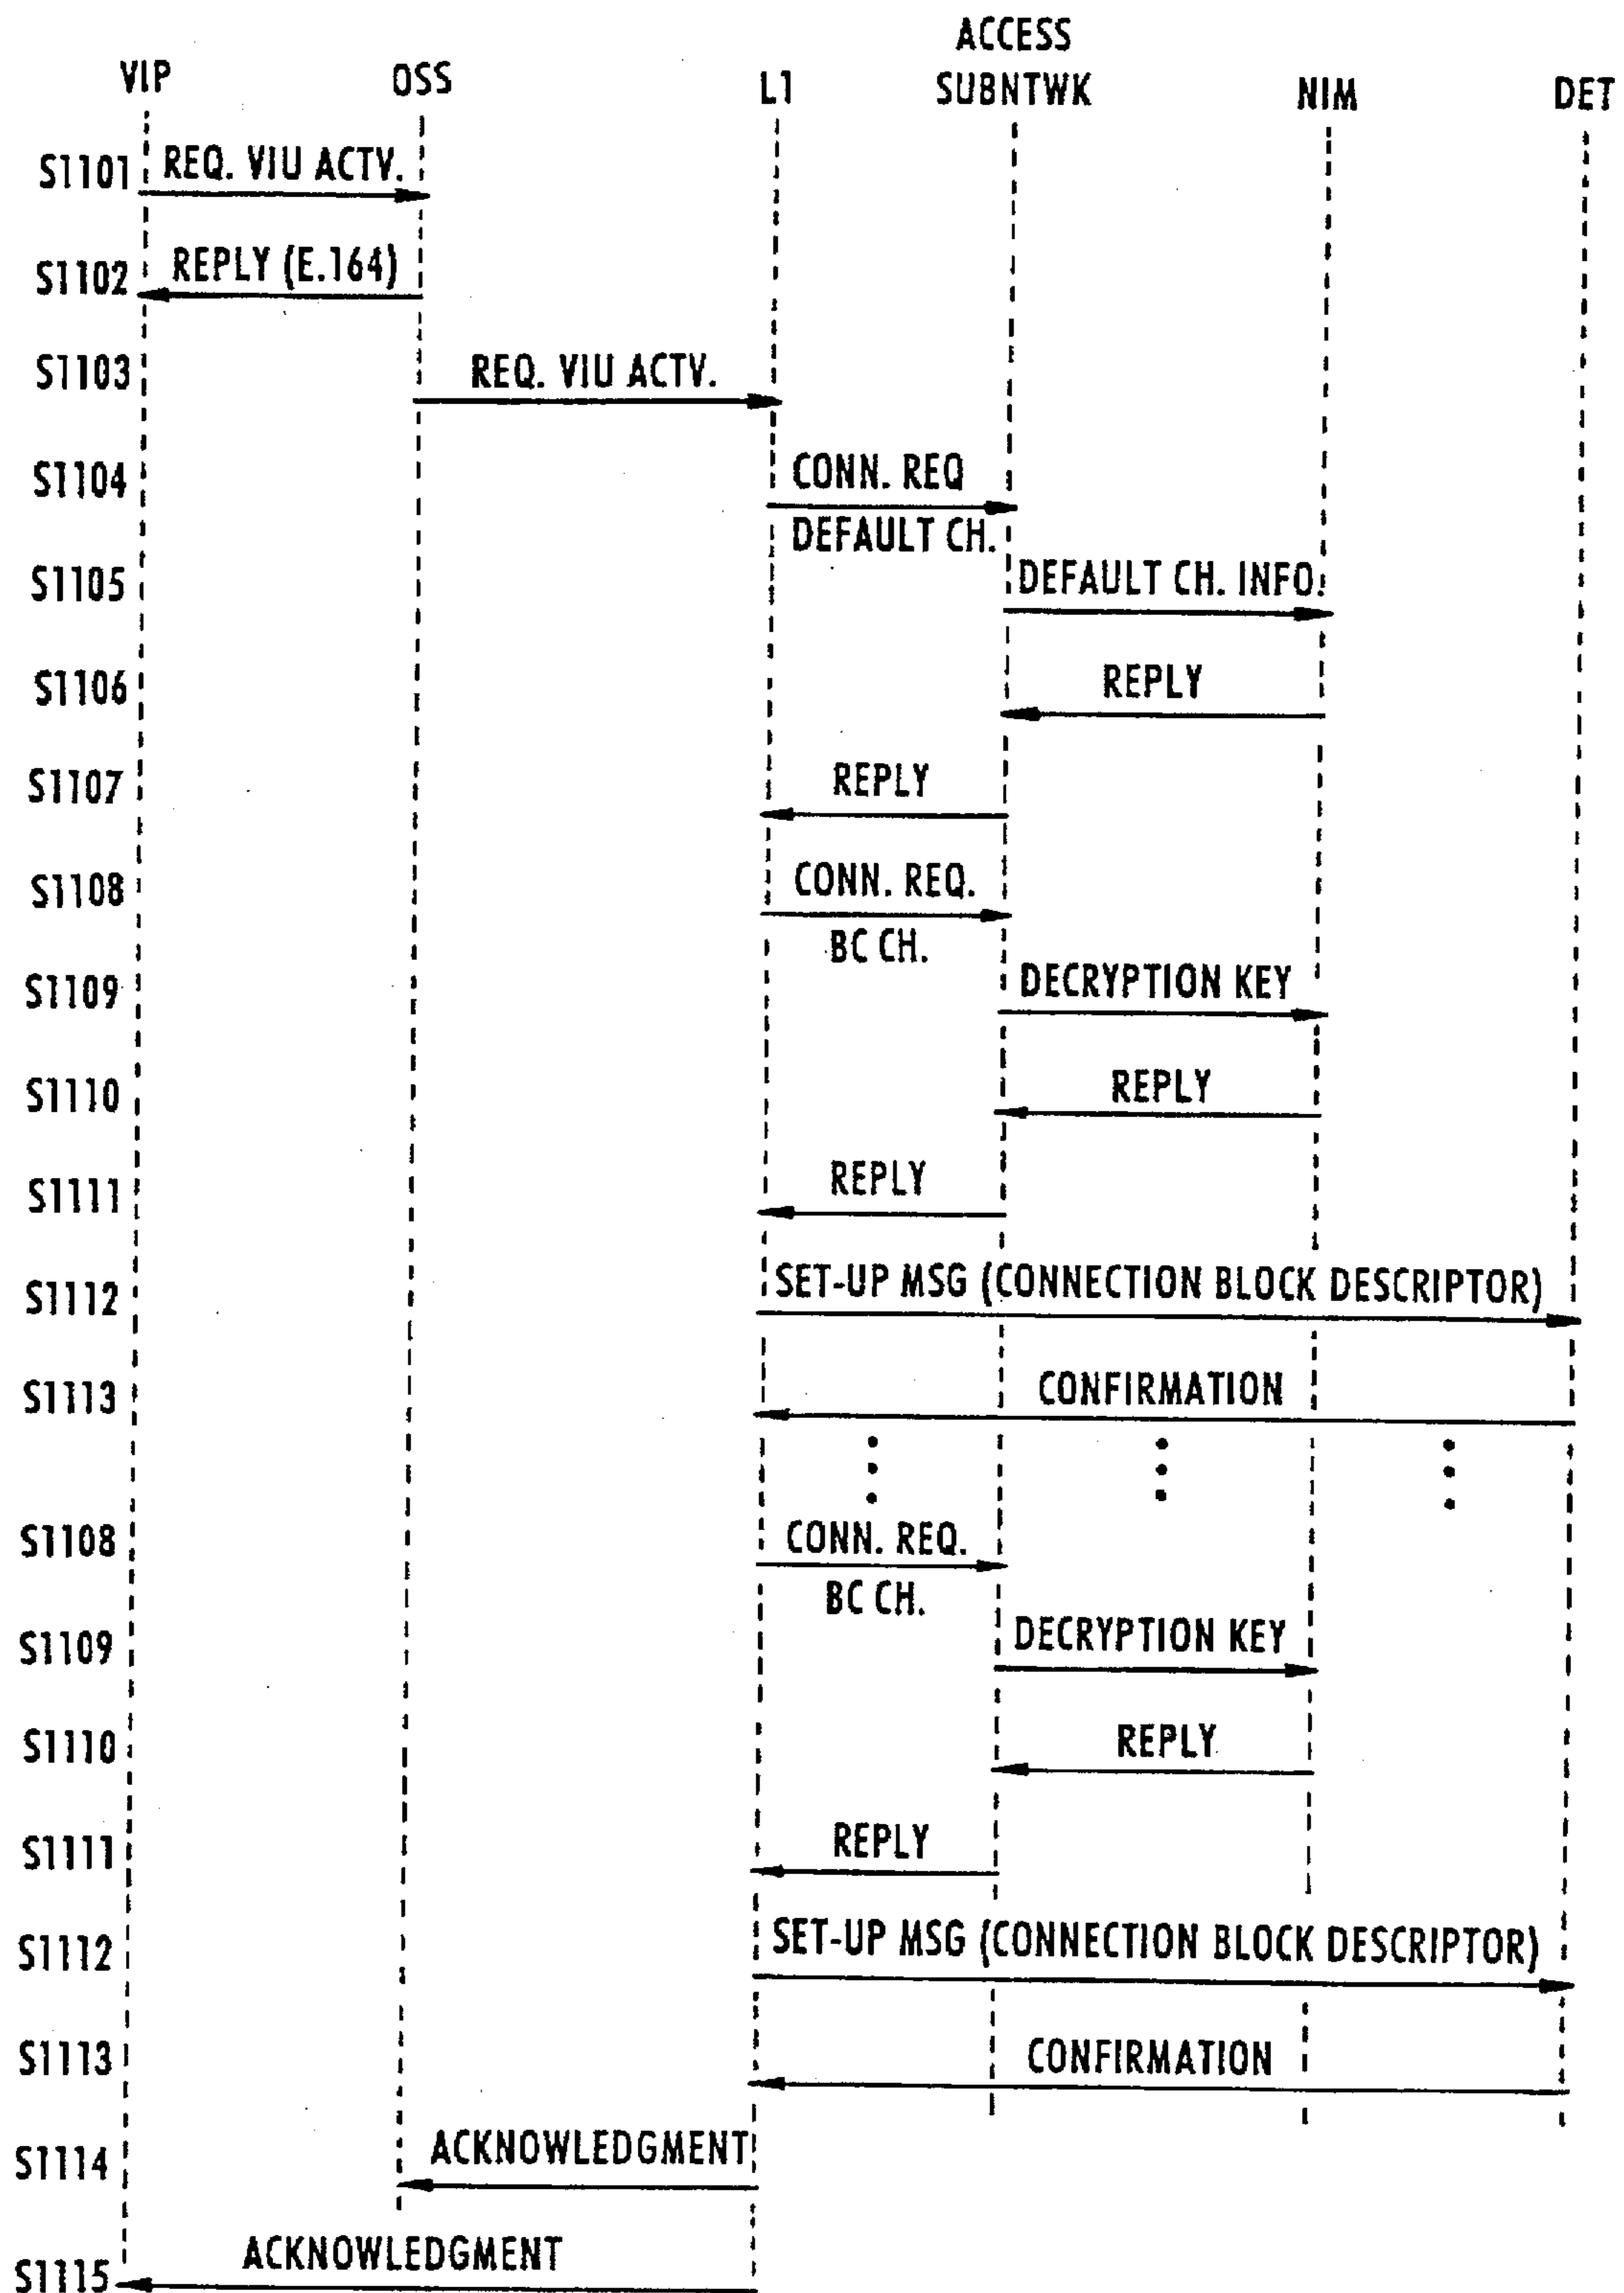 VIP OSS L1 ACCESS SUBNTWK NIM DET
S1101 REQ. VIU ACTV.
S1102 REPLY (E.164)
S1103 REQ. VIU ACTV.
S1104 CONN. REQ
DEFAULT CH.
S1105 DEFAULT CH. INFO.
S1106 REPLY
S1107 REPLY
S1108 CONN. REQ.
BC CH.
S1109 DECRYPTION KEY
S1110 REPLY
S1111 REPLY
S1112 SET-UP MSG (CONNECTION BLOCK DESCRIPTOR)
S1113 CONFIRMATION
S1108 CONN. REQ.
BC CH.
S1109 DECRYPTION KEY
S1110 REPLY
S1111 REPLY
S1112 SET-UP MSG (CONNECTION BLOCK DESCRIPTOR)
S1113 CONFIRMATION
S1114 ACKNOWLEDGMENT
S1115 ACKNOWLEDGMENT